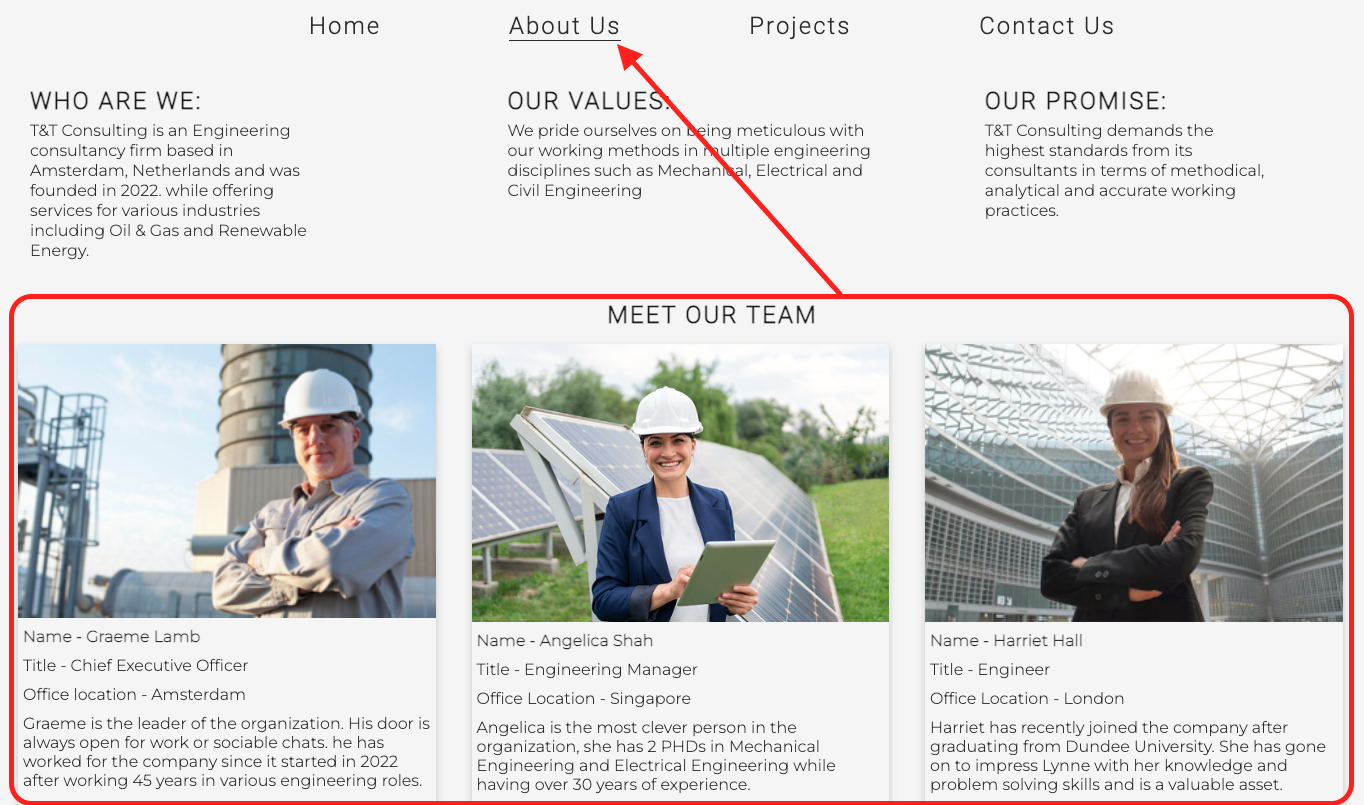 Home About Us Projects Contact Us
WHO ARE WE:
T&T Consulting is an Engineering
consultancy firm based in
Amsterdam, Netherlands and was
founded in 2022. while offering
services for various industries
including Oil & Gas and Renewable
Energy.
OUR VALUES:
We pride ourselves on being meticulous with
our working methods in multiple engineering
disciplines such as Mechanical, Electrical and
Civil Engineering
OUR PROMISE:
T&T Consulting demands the
highest standards from its
consultants in terms of methodical,
analytical and accurate working
practices.
MEET OUR TEAM
Name - Graeme Lamb
Title - Chief Executive Officer
Office location - Amsterdam
Graeme is the leader of the organization. His door is
always open for work or sociable chats. he has
worked for the company since it started in 2022
after working 45 years in various engineering roles.
Name - Angelica Shah
Title - Engineering Manager
Office Location - Singapore
Angelica is the most clever person in the
organization, she has 2 PHDs in Mechanical
Engineering and Electrical Engineering while
having over 30 years of experience.
Name - Harriet Hall
Title - Engineer
Office Location - London
Harriet has recently joined the company after
graduating from Dundee University. She has gone
on to impress Lynne with her knowledge and
problem solving skills and is a valuable asset.